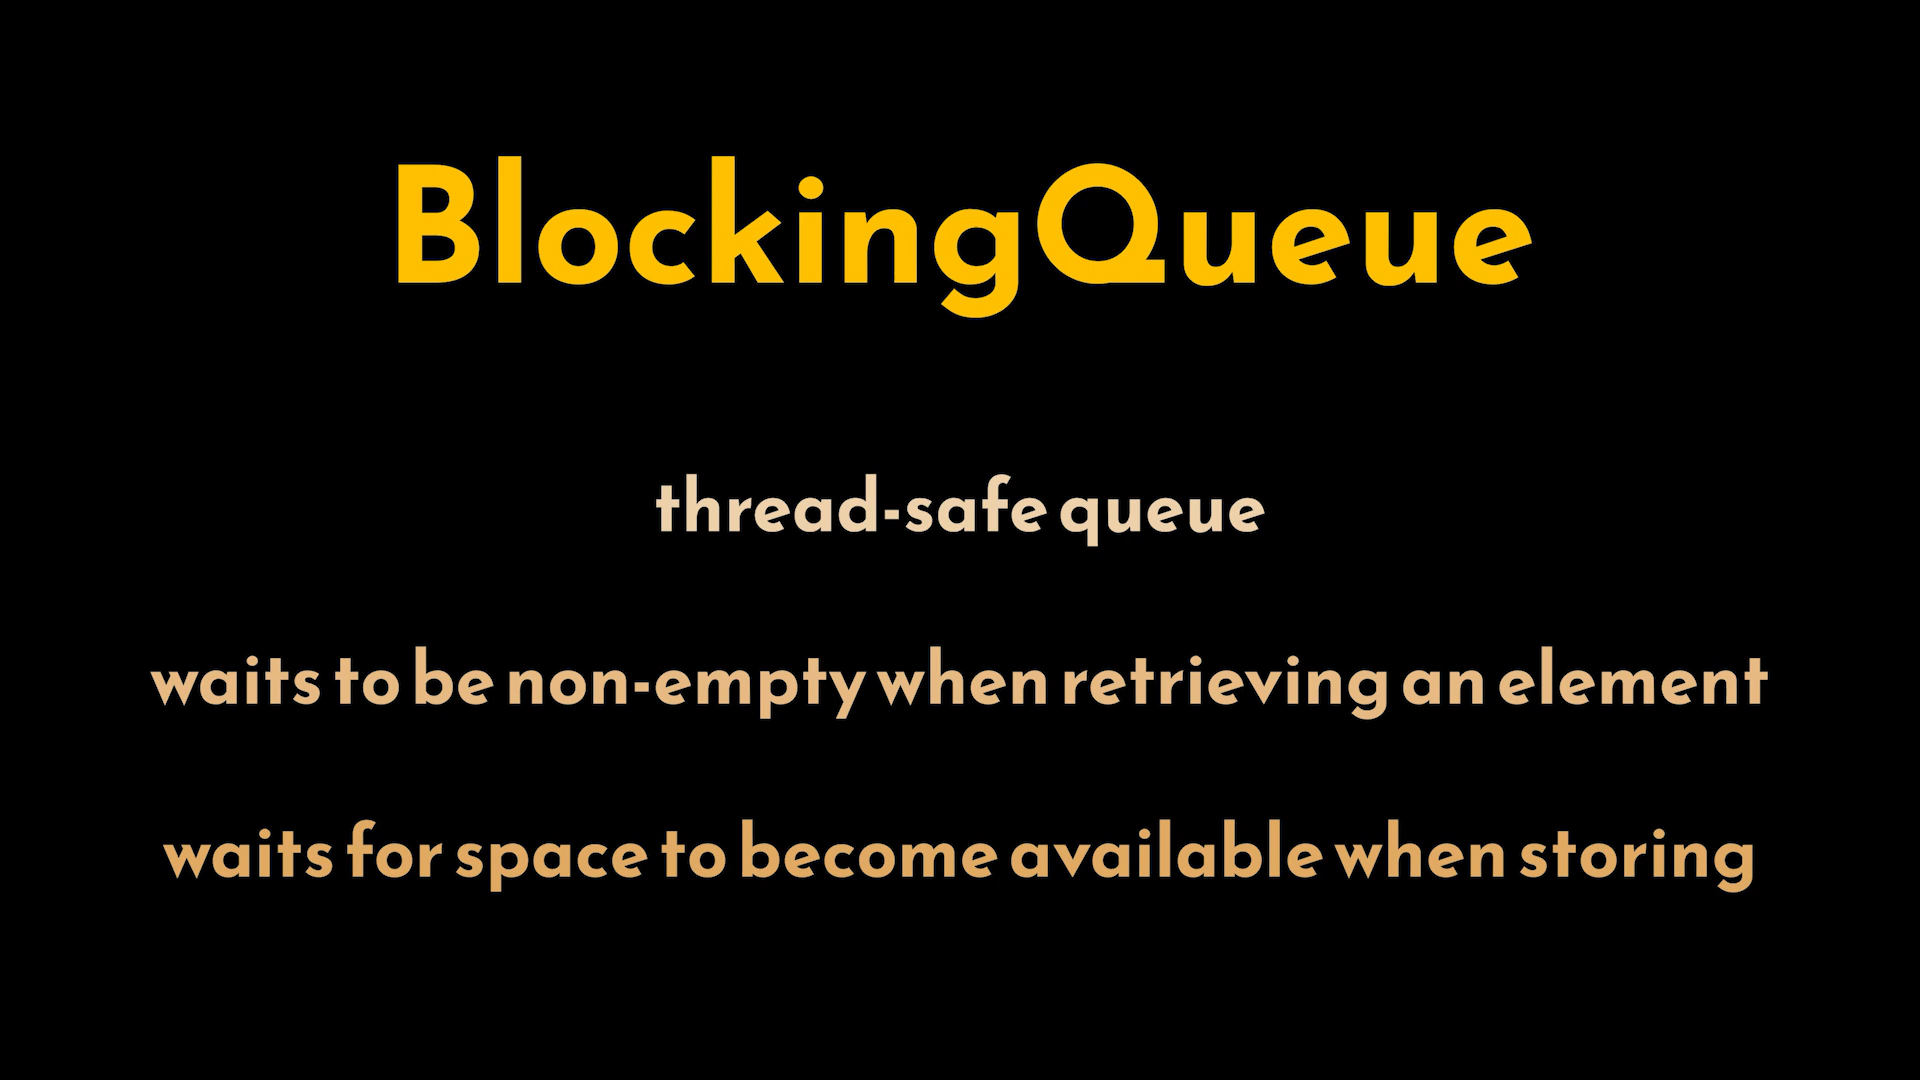 BlockingQueue
thread-safe queue
waits to be non-empty when retrieving an element
waits for space to become available when storing